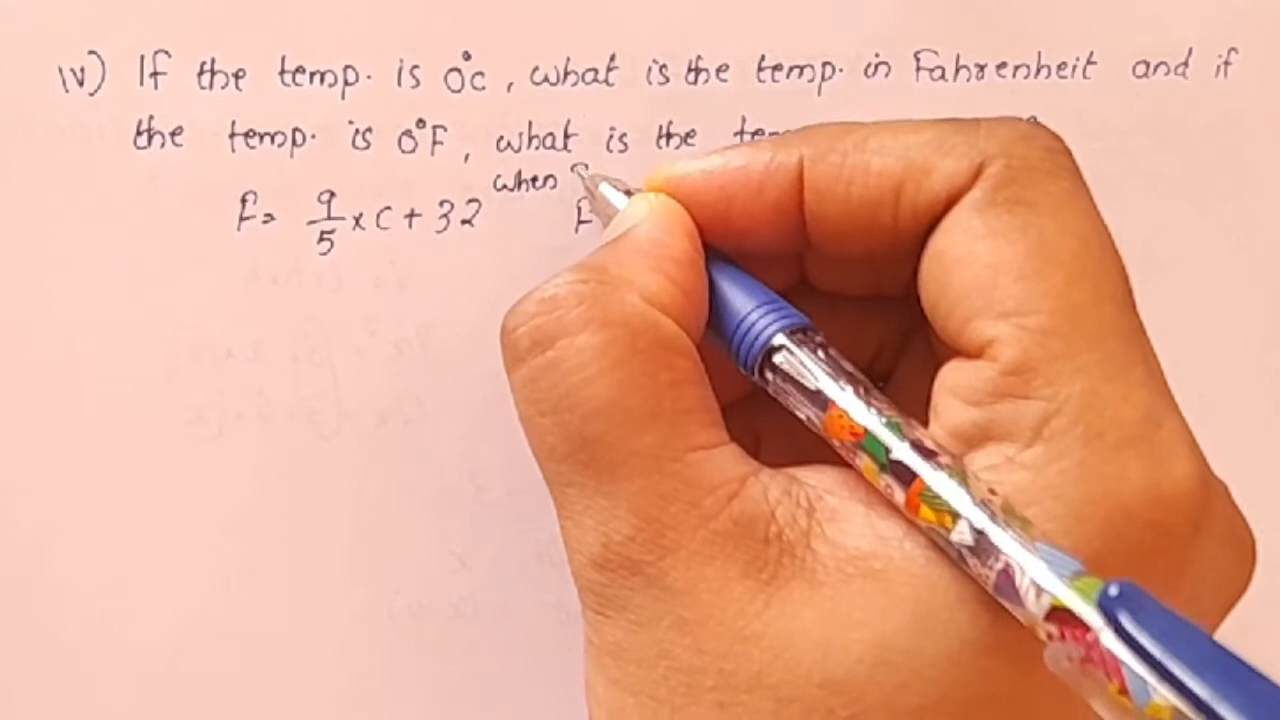 iv) If the temp. is 0°C, what is the temp. in Fahrenheit and if
the temp. is 0°F, what is the
when
F = 9/5 x C + 32 F